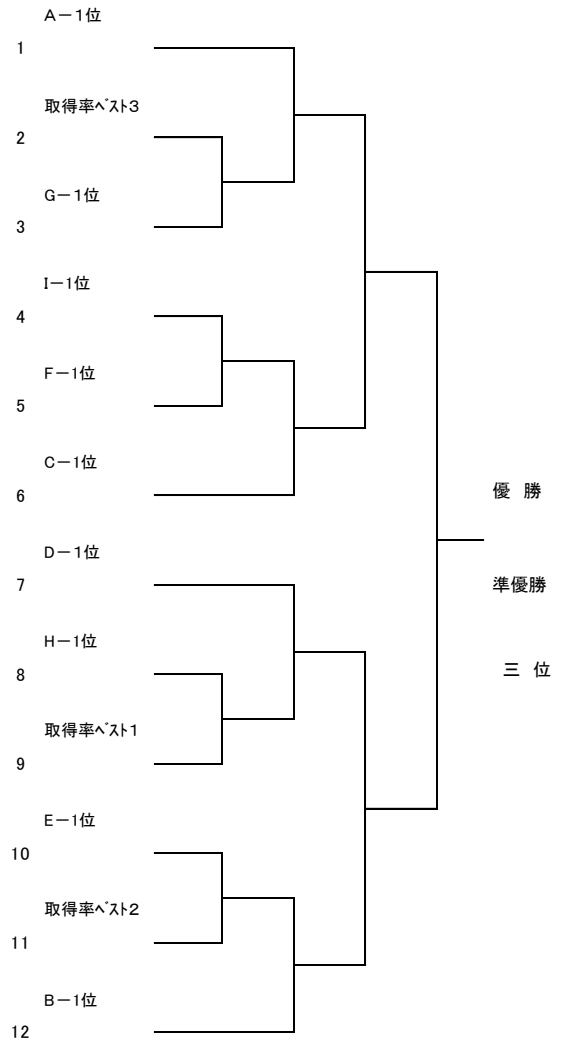 A－1位
1
取得率ﾍﾞｽﾄ3
2
G－1位
3
I－1位
4
F－1位
5
C－1位
6
優　勝
D－1位
7
準優勝
H－1位
8
三　位
取得率ﾍﾞｽﾄ1
9
E－1位
10
取得率ﾍﾞｽﾄ2
11
B－1位
12